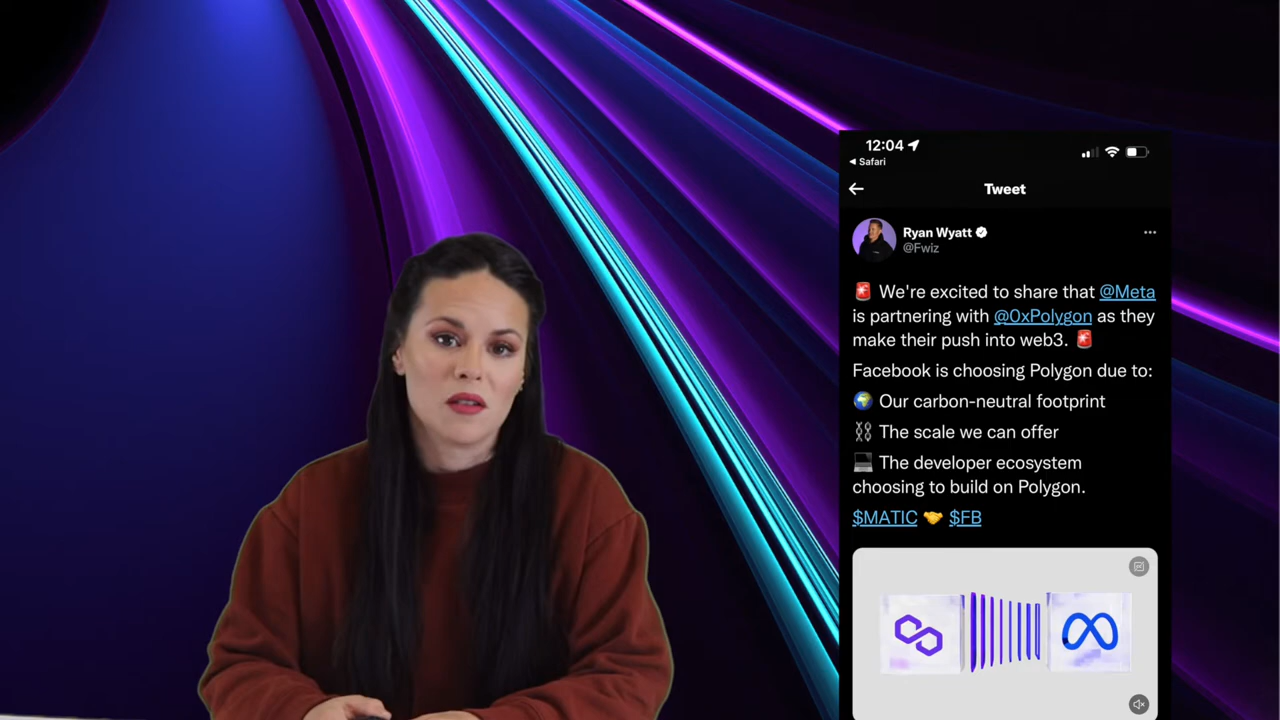 12:04
Safari
Tweet
Ryan Wyatt
@Fwiz
🚨 We're excited to share that @Meta
is partnering with @0xPolygon as they
make their push into web3. 🚨
Facebook is choosing Polygon due to:
🌍 Our carbon-neutral footprint
⛓ The scale we can offer
💻 The developer ecosystem
choosing to build on Polygon.
$MATIC 🤝 $FB